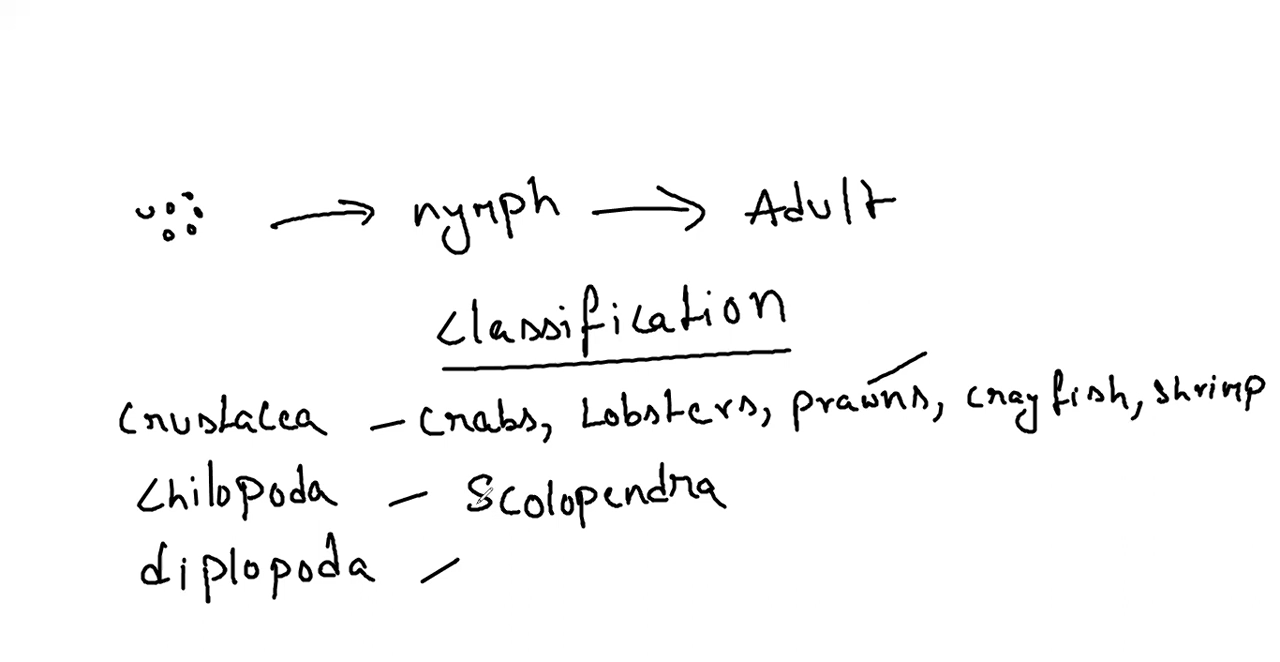 → nymph → Adult
Classification
Crustacea - Crabs, Lobsters, prawns, crayfish, shrimp
Chilopoda - Scolopendra
diplopoda -